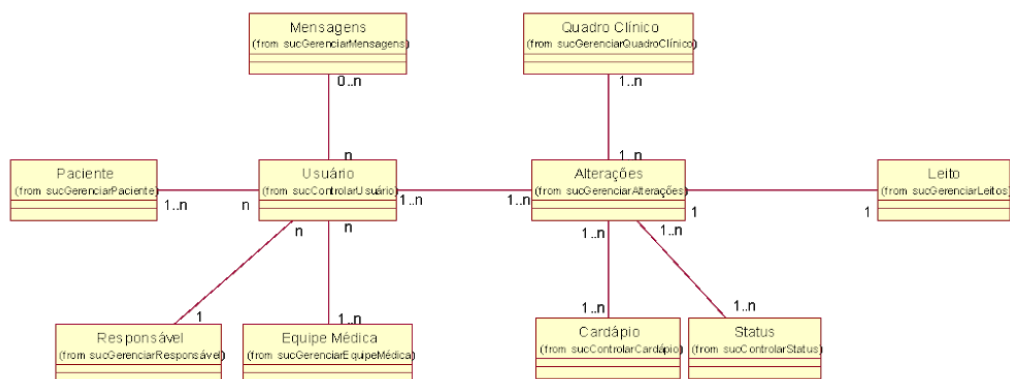 Mensagens
(from sucGerenciarMensagens)
0..n
Quadro Clínico
(from sucGerenciarQuadroClínico)
1..n
n
1..n
Paciente
(from sucGerenciarPaciente)
1..n
n
Usuário
(from sucControlarUsuário)
1..n
1..n
Alterações
(from sucGerenciarAlterações)
1
1
Leito
(from sucGerenciarLeitos)
n
n
1..n
1..n
1
1..n
1..n
1..n
Responsável
(from sucGerenciarResponsável)
Equipe Médica
(from sucGerenciarEquipeMédica)
Cardápio
(from sucControlarCardápio)
Status
(from sucControlarStatus)